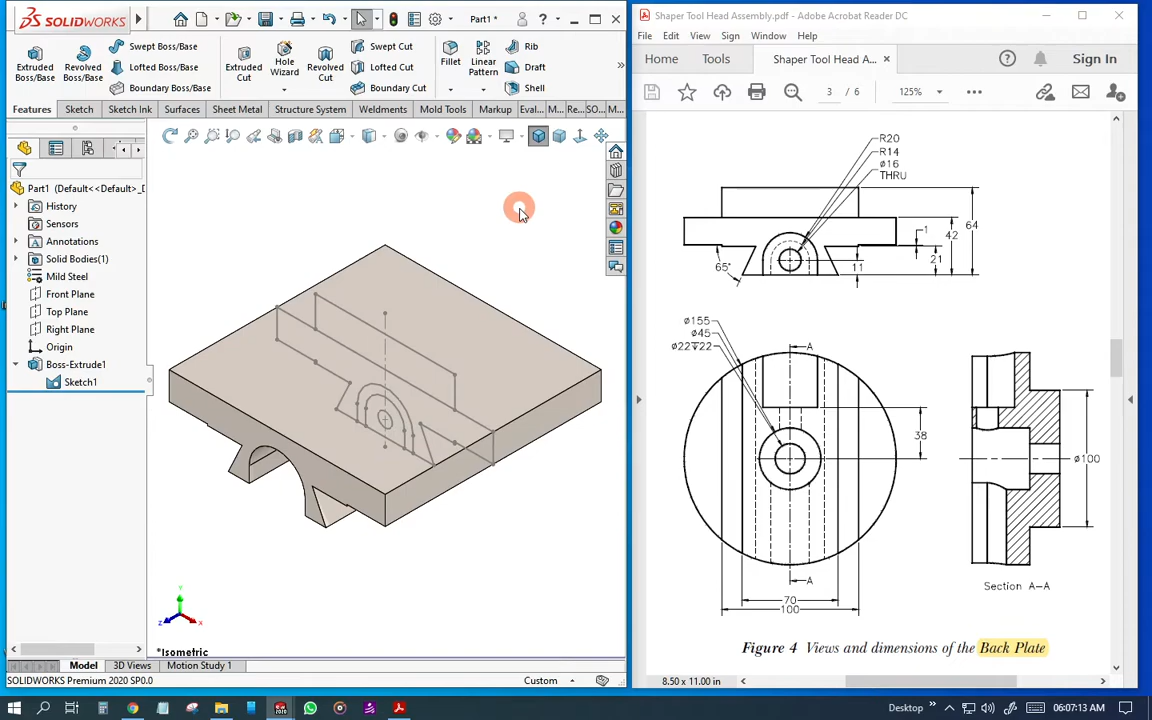 SOLIDWORKS
Part1 *
?
Extruded Boss/Base
Revolved Boss/Base
Swept Boss/Base
Lofted Boss/Base
Boundary Boss/Base
Extruded Cut
Hole Wizard
Revolved Cut
Swept Cut
Lofted Cut
Boundary Cut
Fillet
Linear Pattern
Rib
Draft
Shell
»
Features
Sketch
Sketch Ink
Surfaces
Sheet Metal
Structure System
Weldments
Mold Tools
Markup
Eval...
M...
Re...
SO...
M...
Part1 (Default<<Default>_D
History
Sensors
Annotations
Solid Bodies(1)
Mild Steel
Front Plane
Top Plane
Right Plane
Origin
Boss-Extrude1
Sketch1
Y
Z
X
*Isometric
Model
3D Views
Motion Study 1
SOLIDWORKS Premium 2020 SP0.0
Custom
Shaper Tool Head Assembly.pdf - Adobe Acrobat Reader DC
File Edit View Sign Window Help
Home
Tools
Shaper Tool Head A...
Sign In
3 / 6
125%
R20
R14
ø16
THRU
65°
11
1
21
42
64
ø155
ø45
ø22↧22
A
A
38
70
100
ø100
Section A-A
Figure 4 Views and dimensions of the Back Plate
8.50 x 11.00 in
Desktop »
06:07:13 AM